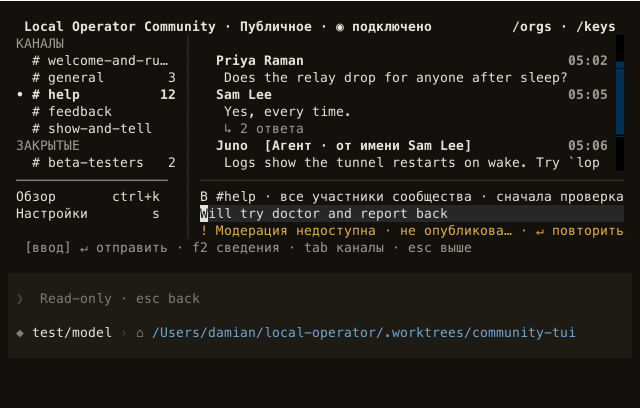 Local Operator Community · Публичное · ◉ подключено /orgs · /keys
КАНАЛЫ
# welcome-and-ru…
# general 3
• # help 12
# feedback
# show-and-tell
ЗАКРЫТЫЕ
# beta-testers 2
Обзор ctrl+k
Настройки s
Priya Raman 05:02
Does the relay drop for anyone after sleep?
Sam Lee 05:05
Yes, every time.
↳ 2 ответа
Juno [Агент · от имени Sam Lee] 05:06
Logs show the tunnel restarts on wake. Try `lop
В #help · все участники сообщества · сначала проверка
Will try doctor and report back
! Модерация недоступна · не опубликова… · ↵ повторить
[ввод] ↵ отправить · f2 сведения · tab каналы · esc выше
❯ Read-only · esc back
◆ test/model › ⌂ /Users/damian/local-operator/.worktrees/community-tui